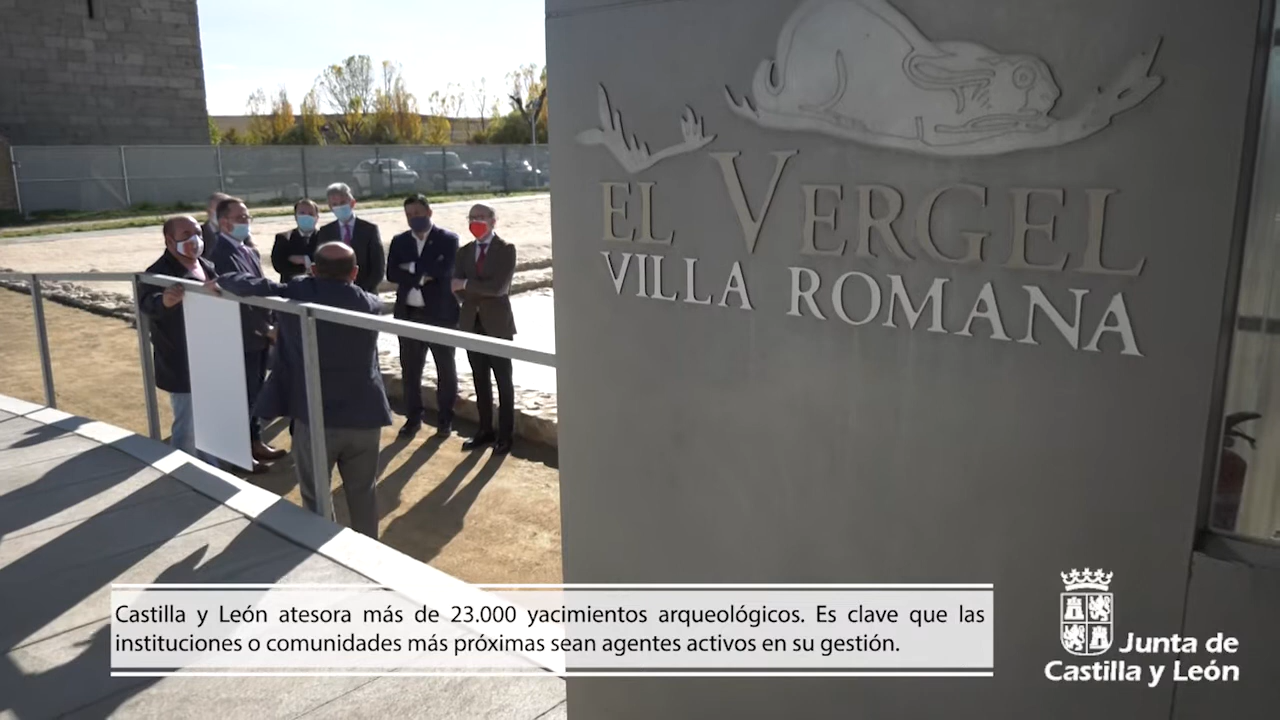 EL VERGEL
VILLA ROMANA
Castilla y León atesora más de 23.000 yacimientos arqueológicos. Es clave que las
instituciones o comunidades más próximas sean agentes activos en su gestión.
Junta de
Castilla y León